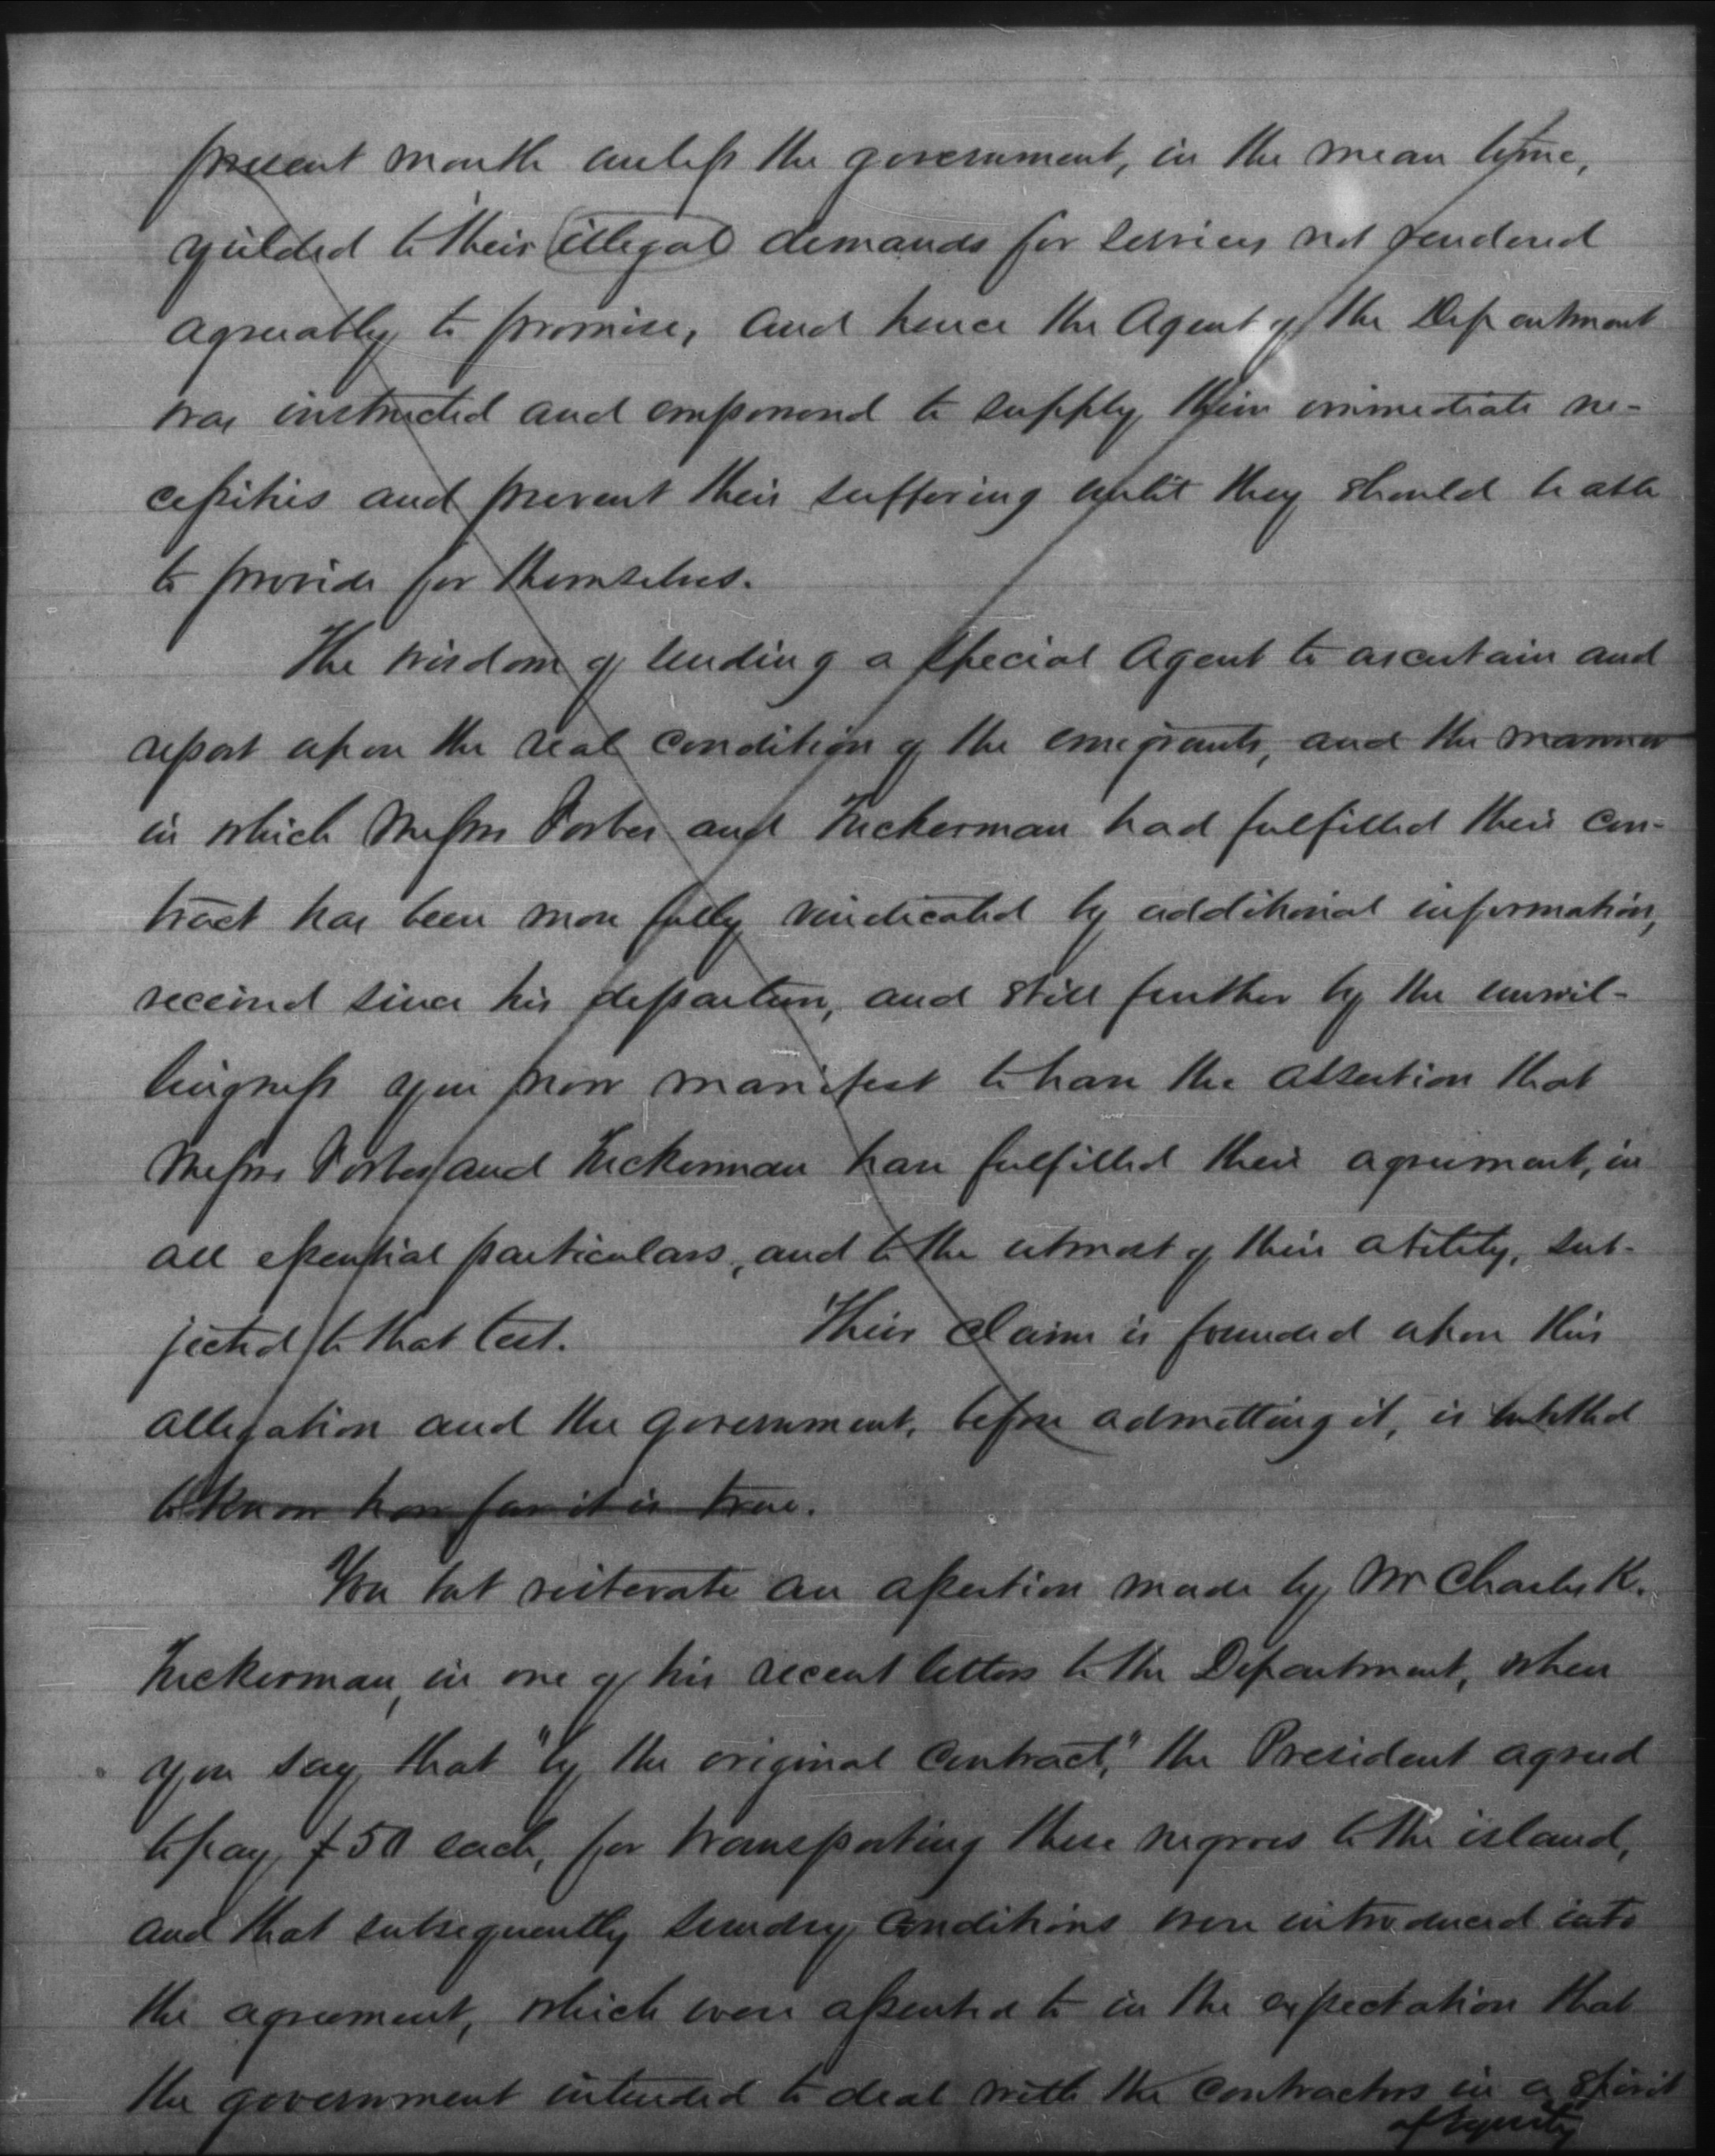 present month unless the government, in the mean time,
yielded to their illegal demands for services not rendered
agreeably to promise, and hence the Agent of the Department
was instructed and empowered to supply their immediate ne-
cessities and prevent their suffering until they should be able
to provide for themselves.
The wisdom of sending a special Agent to ascertain and
report upon the real condition of the emigrants, and the manner
in which Messrs Forbes and Tuckerman had fulfilled their con-
tract has been more fully vindicated by additional information,
received since his departure, and still further by the unwil-
lingness you now manifest to have the assertion that
Messrs Forbes and Tuckerman have fulfilled their agreement, in
all essential particulars, and to the utmost of their ability, sub-
jected to that test. Their claim is founded upon this
allegation and the government, before admitting it, is entitled
to know how far it is true.
You but reiterate an assertion made by Mr Charles K.
Tuckerman, in one of his recent letters to the Department, when
you say that "by the original contract," the President agreed
to pay $50 each, for transporting these negroes to the island,
and that subsequently sundry conditions were introduced into
the agreement, which were assented to in the expectation that
the government intended to deal with the contractors in a spirit
of equity